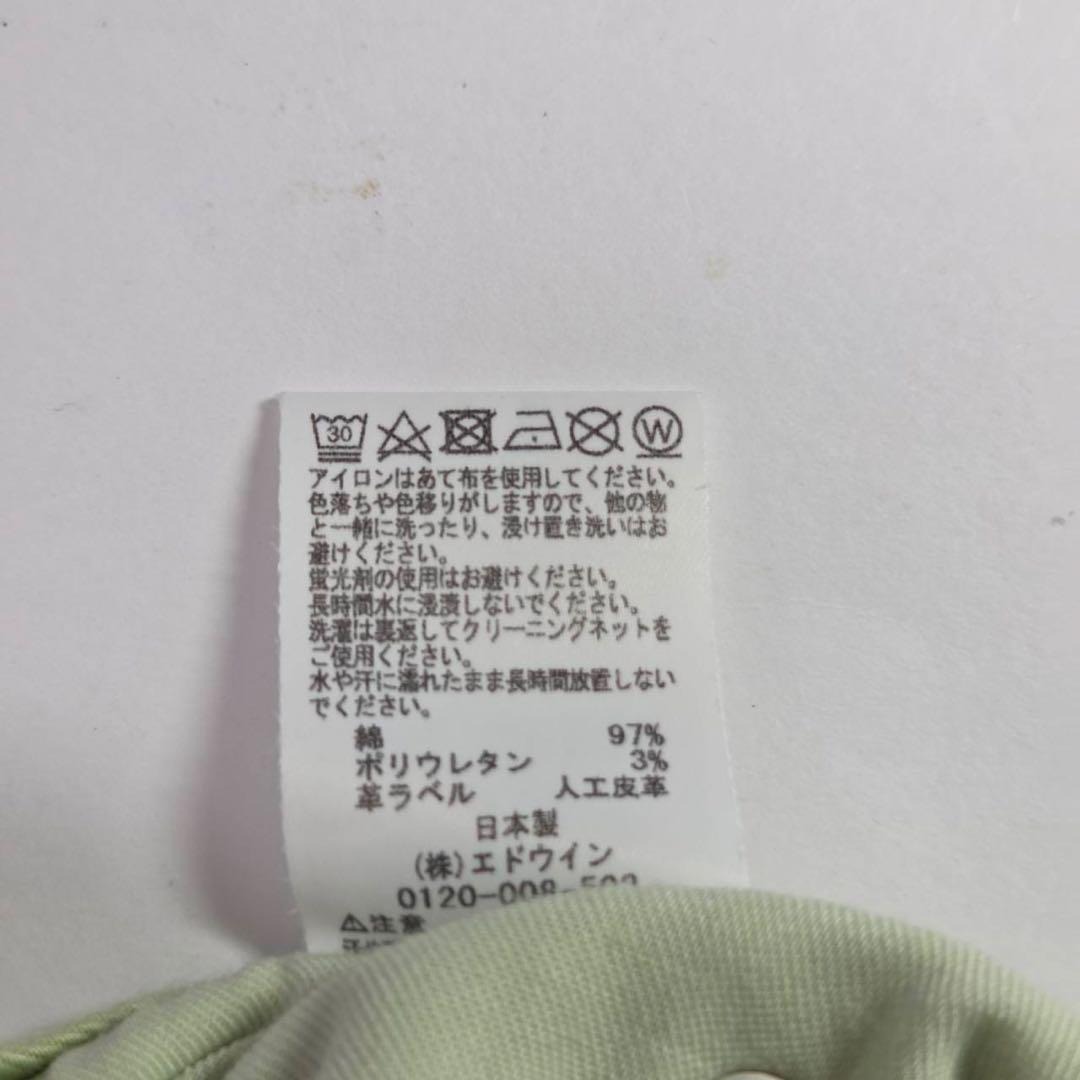 30 W
アイロンはあて布を使用してください。
色落ちや色移りがしますので、他の物
と一緒に洗ったり、浸け置き洗いはお
避けください。
蛍光剤の使用はお避けください。
長時間水に浸漬しないでください。
洗濯は裏返してクリーニングネットを
ご使用ください。
水や汗に濡れたまま長時間放置しない
でください。
綿 97%
ポリウレタン 3%
革ラベル 人工皮革
日本製
(株)エドウイン
0120-008-503
⚠注意